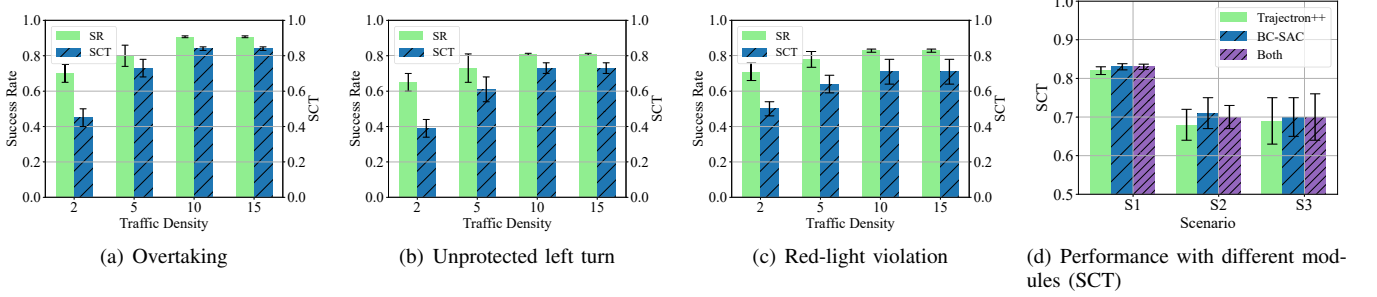 SR
SCT
Success Rate
1.0
0.8
0.6
0.4
0.2
0.0
1.0
0.8
0.6
0.4
0.2
0.0
SCT
2 5 10 15
Traffic Density
(a) Overtaking
SR
SCT
Success Rate
1.0
0.8
0.6
0.4
0.2
0.0
1.0
0.8
0.6
0.4
0.2
0.0
SCT
2 5 10 15
Traffic Density
(b) Unprotected left turn
SR
SCT
Success Rate
1.0
0.8
0.6
0.4
0.2
0.0
1.0
0.8
0.6
0.4
0.2
0.0
SCT
2 5 10 15
Traffic Density
(c) Red-light violation
Trajectron++
BC-SAC
Both
SCT
1.0
0.9
0.8
0.7
0.6
0.5
S1 S2 S3
Scenario
(d) Performance with different mod-
ules (SCT)